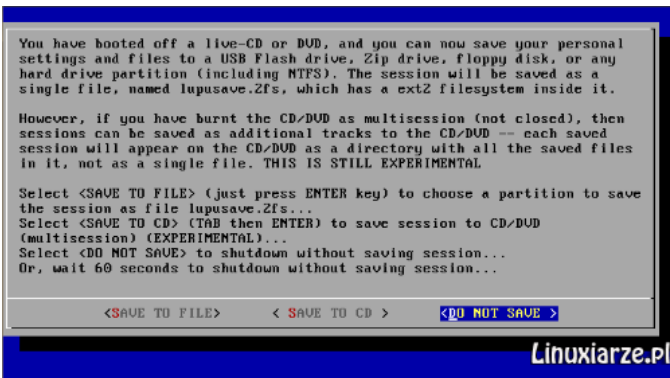 You have booted off a live-CD or DVD, and you can now save your personal
settings and files to a USB Flash drive, Zip drive, floppy disk, or any
hard drive partition (including NTFS). The session will be saved as a
single file, named lupusave.2fs, which has a ext2 filesystem inside it.
However, if you have burnt the CD/DVD as multisession (not closed), then
sessions can be saved as additional tracks to the CD/DVD -- each saved
session will appear on the CD/DVD as a directory with all the saved files
in it, not as a single file. THIS IS STILL EXPERIMENTAL
Select <SAVE TO FILE> (just press ENTER key) to choose a partition to save
the session as file lupusave.2fs...
Select <SAVE TO CD> (TAB then ENTER) to save session to CD/DVD
(multisession) (EXPERIMENTAL)...
Select <DO NOT SAVE> to shutdown without saving session...
Or, wait 60 seconds to shutdown without saving session...
<SAVE TO FILE> < SAVE TO CD > <DO NOT SAVE >
Linuxiarze.pl